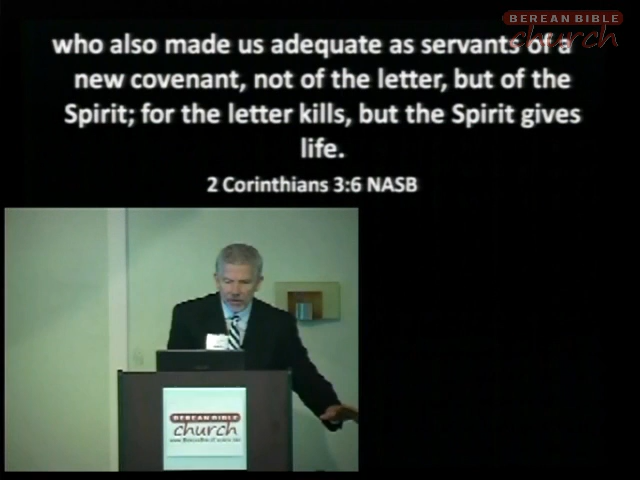 BEREAN BIBLE
church
who also made us adequate as servants of a
new covenant, not of the letter, but of the
Spirit; for the letter kills, but the Spirit gives
life.
2 Corinthians 3:6 NASB
BEREAN BIBLE
church